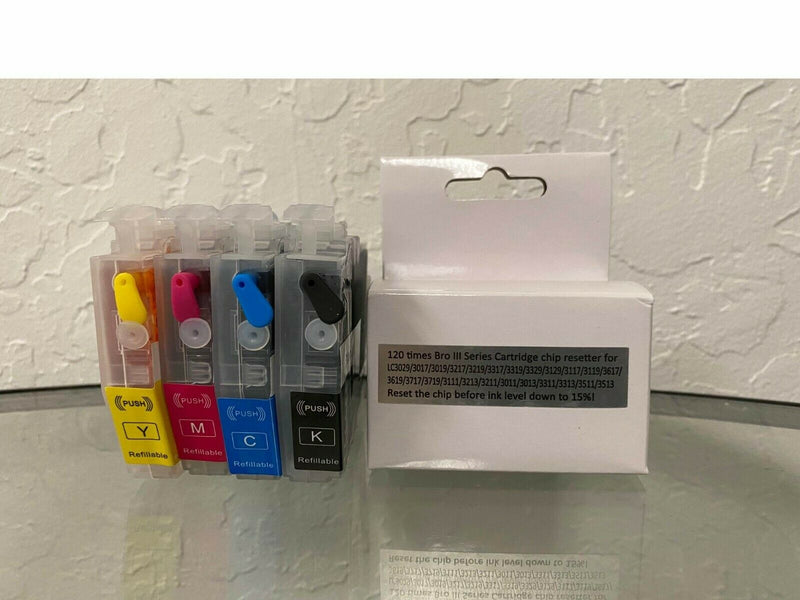 PUSH
Y
Refillable
PUSH
M
Refillable
PUSH
C
Refillable
PUSH
K
Refillable
120 times Bro III Series Cartridge chip resetter for
LC3029/3017/3019/3217/3219/3317/3319/3329/3129/3117/3119/3617/
3619/3717/3719/3111/3213/3211/3011/3013/3311/3313/3511/3513
Reset the chip before ink level down to 15%!